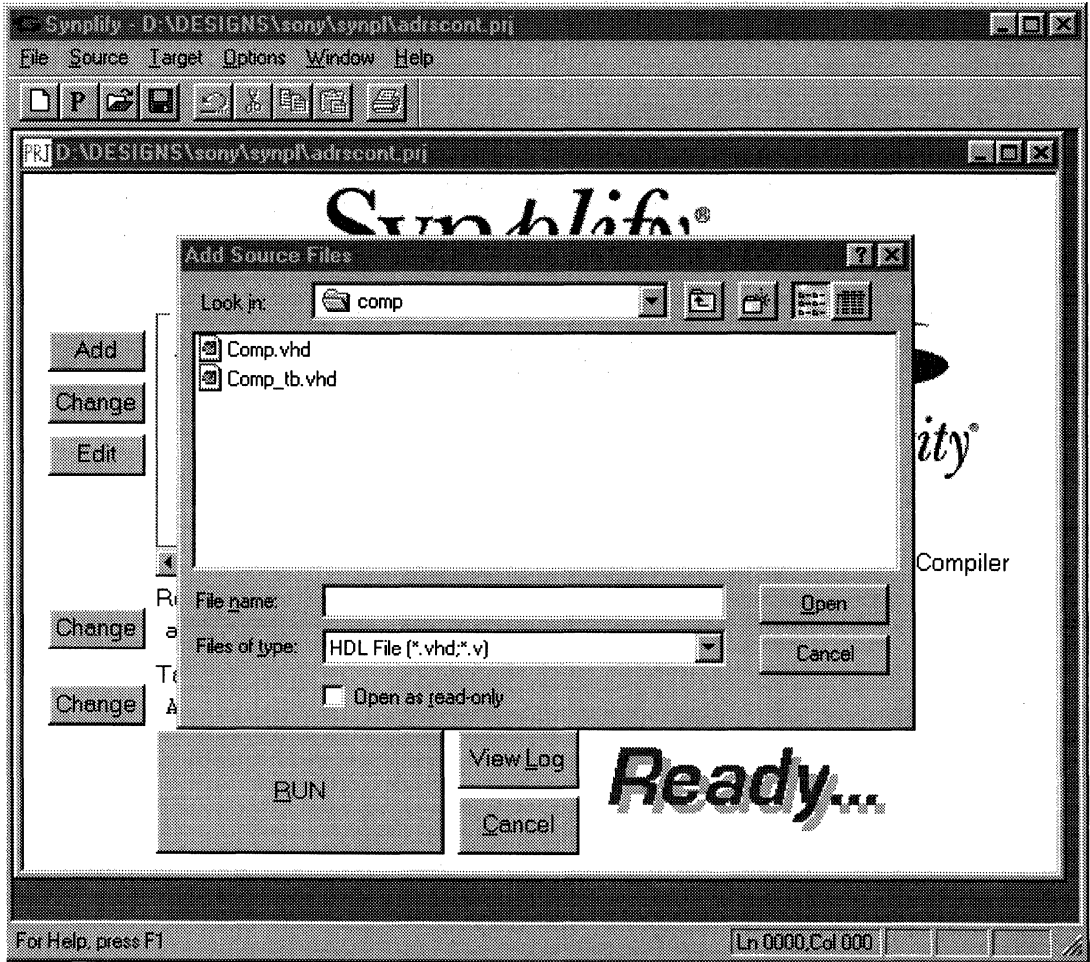 Synplify - D:\DESIGNS\sony\synpl\adrscont.prj
File Source Target Options Window Help
P
PRJ D:\DESIGNS\sony\synpl\adrscont.prj
Synplify®
Add Source Files
Look in: comp
Comp.vhd
Comp_tb.vhd
Add
Change
Edit
ity®
Compiler
File name:
Open
Files of type: HDL File (*.vhd;*.v)
Cancel
Open as read-only
Change
Change
RUN
View Log
Cancel
Ready...
For Help, press F1
Ln 0000,Col 000